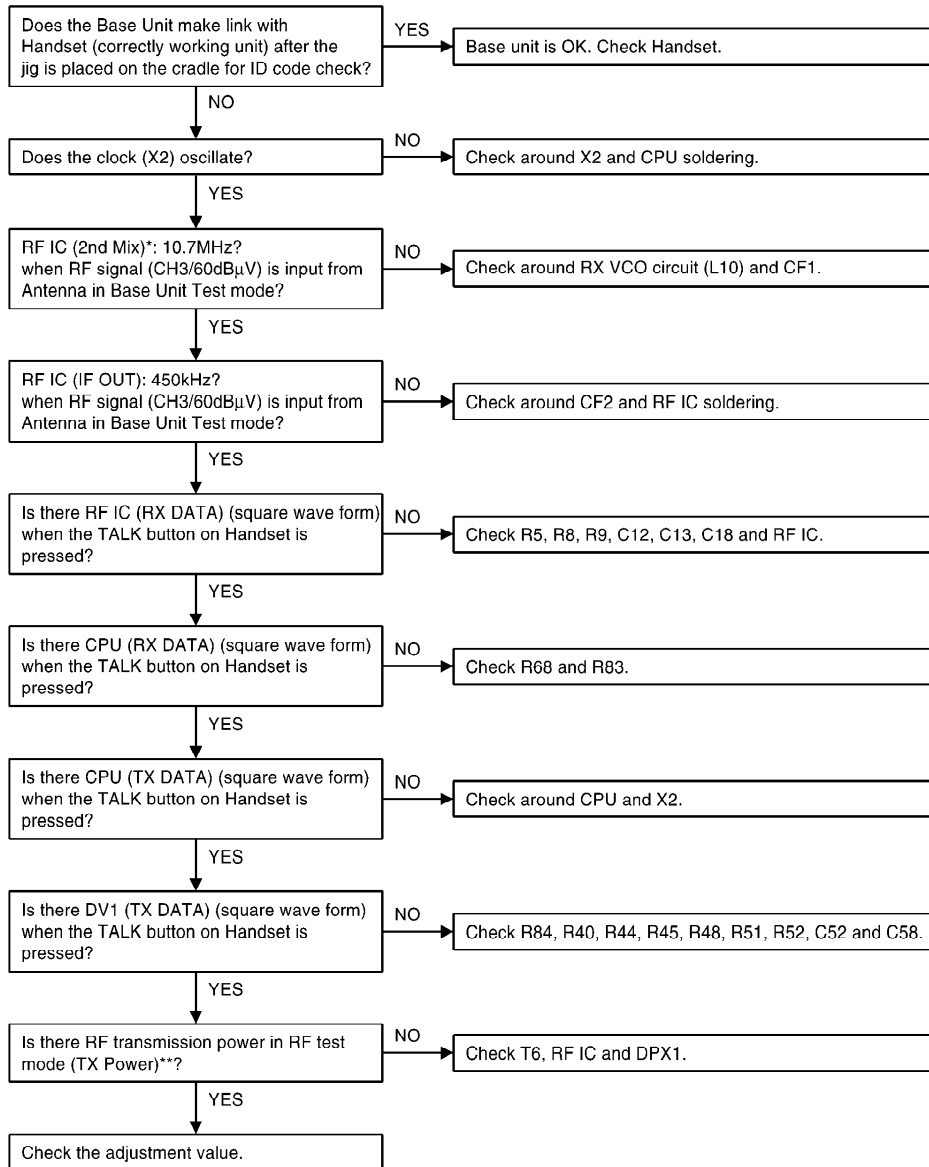 Does the Base Unit make link with
Handset (correctly working unit) after the
jig is placed on the cradle for ID code check?
YES
Base unit is OK. Check Handset.
NO
Does the clock (X2) oscillate?
NO
Check around X2 and CPU soldering.
YES
RF IC (2nd Mix)*: 10.7MHz?
when RF signal (CH3/60dBμV) is input from
Antenna in Base Unit Test mode?
NO
Check around RX VCO circuit (L10) and CF1.
YES
RF IC (IF OUT): 450kHz?
when RF signal (CH3/60dBμV) is input from
Antenna in Base Unit Test mode?
NO
Check around CF2 and RF IC soldering.
YES
Is there RF IC (RX DATA) (square wave form)
when the TALK button on Handset is
pressed?
NO
Check R5, R8, R9, C12, C13, C18 and RF IC.
YES
Is there CPU (RX DATA) (square wave form)
when the TALK button on Handset is
pressed?
NO
Check R68 and R83.
YES
Is there CPU (TX DATA) (square wave form)
when the TALK button on Handset is
pressed?
NO
Check around CPU and X2.
YES
Is there DV1 (TX DATA) (square wave form)
when the TALK button on Handset is
pressed?
NO
Check R84, R40, R44, R45, R48, R51, R52, C52 and C58.
YES
Is there RF transmission power in RF test
mode (TX Power)**?
NO
Check T6, RF IC and DPX1.
YES
Check the adjustment value.